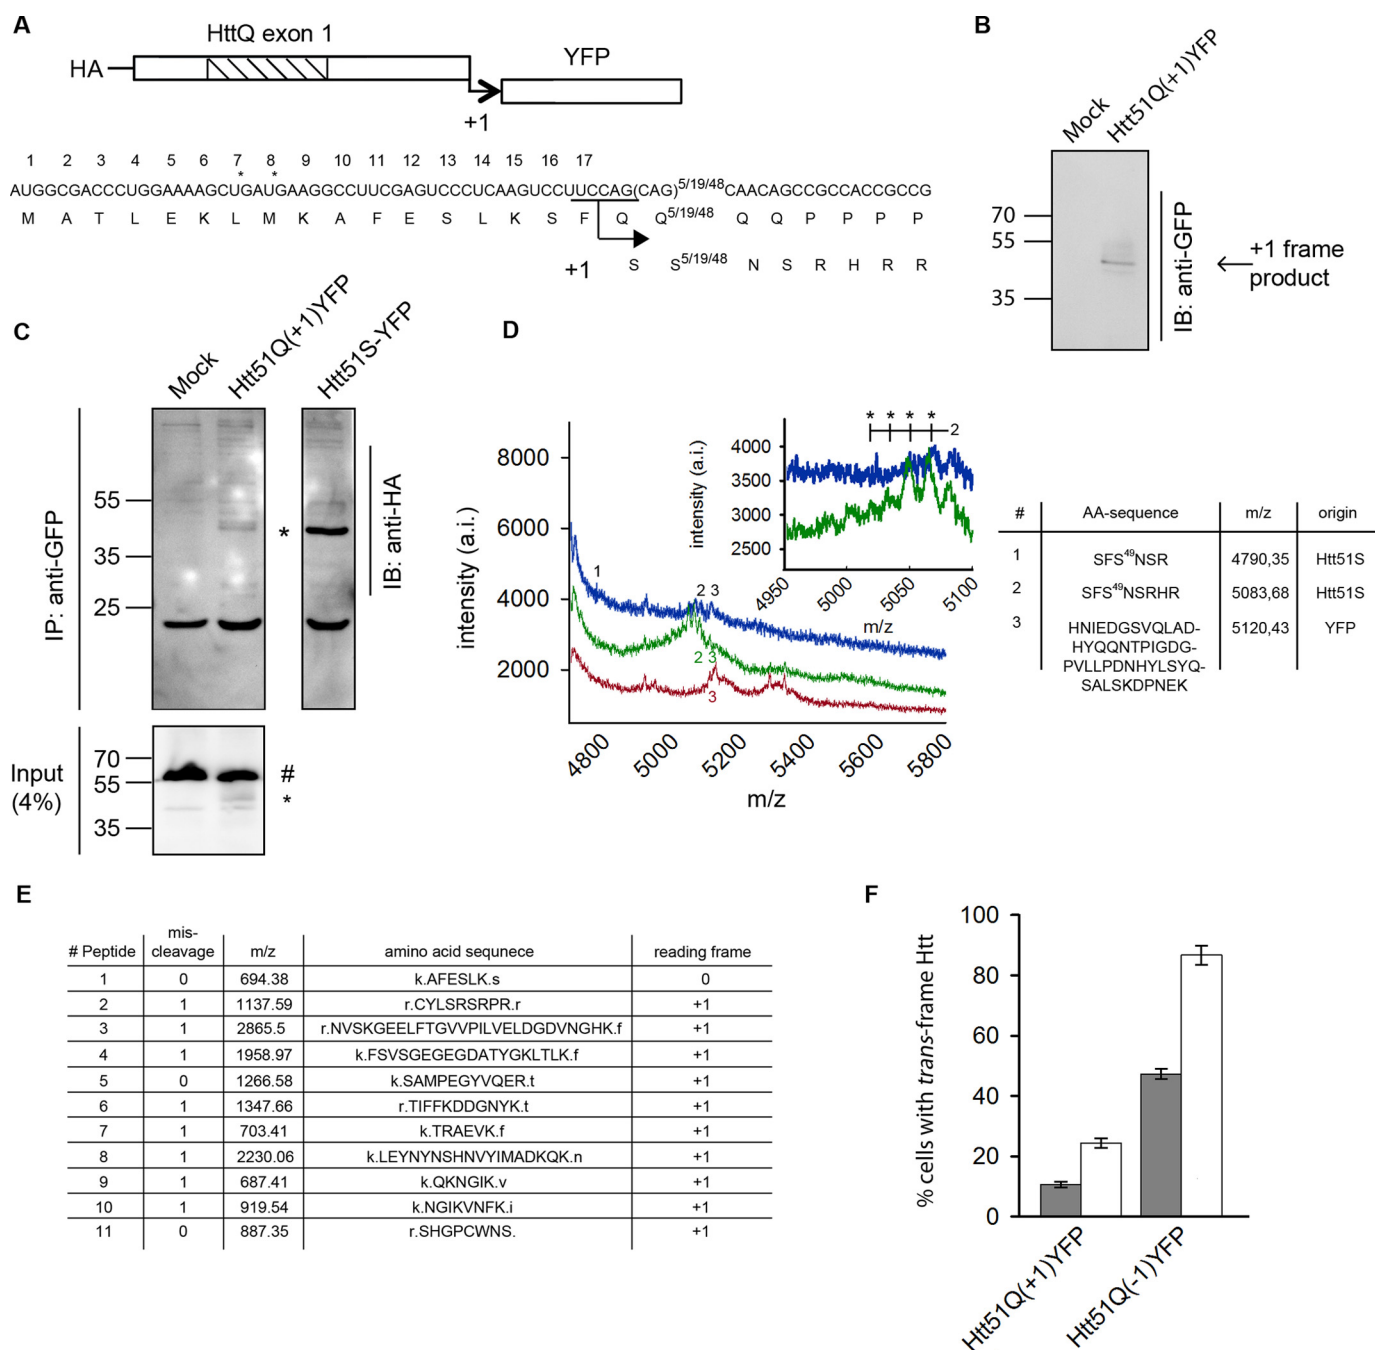 A
HttQ exon 1
HA
YFP
+1
1 2 3 4 5 6 7 8 9 10 11 12 13 14 15 16 17
* *
AUGGCGACCCUGGAAAAGCUGAUGAAGGCCUUCGAGUCCCUCAAGUCCUUCCAG(CAG)5/19/48CAACAGCCGCCACCGCCG
M A T L E K L M K A F E S L K S F Q Q5/19/48 Q Q P P P P
+1 S S5/19/48 N S R H R R
B
Mock
Htt51Q(+1)YFP
70
55
35
IB: anti-GFP
+1 frame
product
C
Mock
Htt51Q(+1)YFP
Htt51S-YFP
IP: anti-GFP
55
35
25
*
IB: anti-HA
Input
(4%)
70
55
35
#
*
D
intensity (a.i.)
8000
6000
4000
2000
1
2 3
2 3
3
4800 5000 5200 5400 5600 5800
m/z
* * * *
2
intensity (a.i.)
4000
3500
3000
2500
4950 5000 5050 5100
m/z
# AA-sequence m/z origin
1 SFS49NSR 4790,35 Htt51S
2 SFS49NSRHR 5083,68 Htt51S
3 HNIEDGSVQLAD- 5120,43 YFP
HYQQNTPIGDG-
PVLLPDNHYLSYQ-
SALSKDPNEK
E
# Peptide mis-cleavage m/z amino acid sequnece reading frame
1 0 694.38 k.AFESLK.s 0
2 1 1137.59 r.CYLSRSRPR.r +1
3 1 2865.5 r.NVSKGEELFTGVVPILVELDGDVNGHK.f +1
4 1 1958.97 k.FSVSGEGEGDATYGKLTLK.f +1
5 0 1266.58 k.SAMPEGYVQER.t +1
6 1 1347.66 r.TIFFKDDGNYK.t +1
7 1 703.41 k.TRAEVK.f +1
8 1 2230.06 k.LEYNYNSHNVYIMADKQK.n +1
9 1 687.41 k.QKNGIK.v +1
10 1 919.54 k.NGIKVNFK.i +1
11 0 887.35 r.SHGPCWNS. +1
F
% cells with trans-frame Htt
100
80
60
40
20
0
Htt51Q(+1)YFP
Htt51Q(-1)YFP